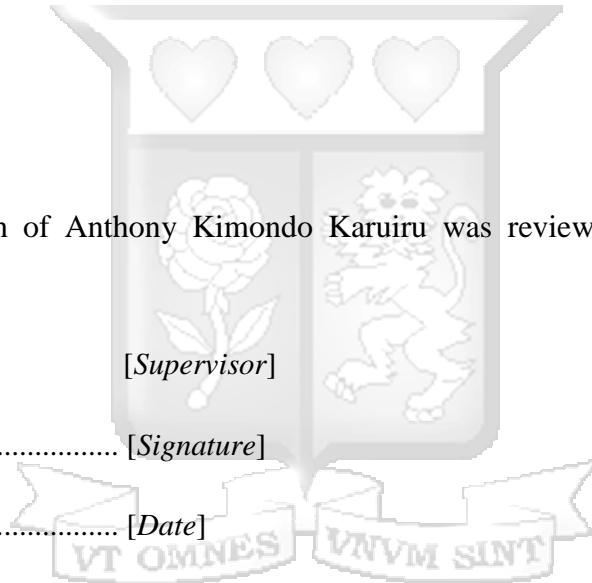 n of Anthony Kimondo Karuiru was review
[Supervisor]
................ [Signature]
................ [Date]
VT OMNES VNVM SINT